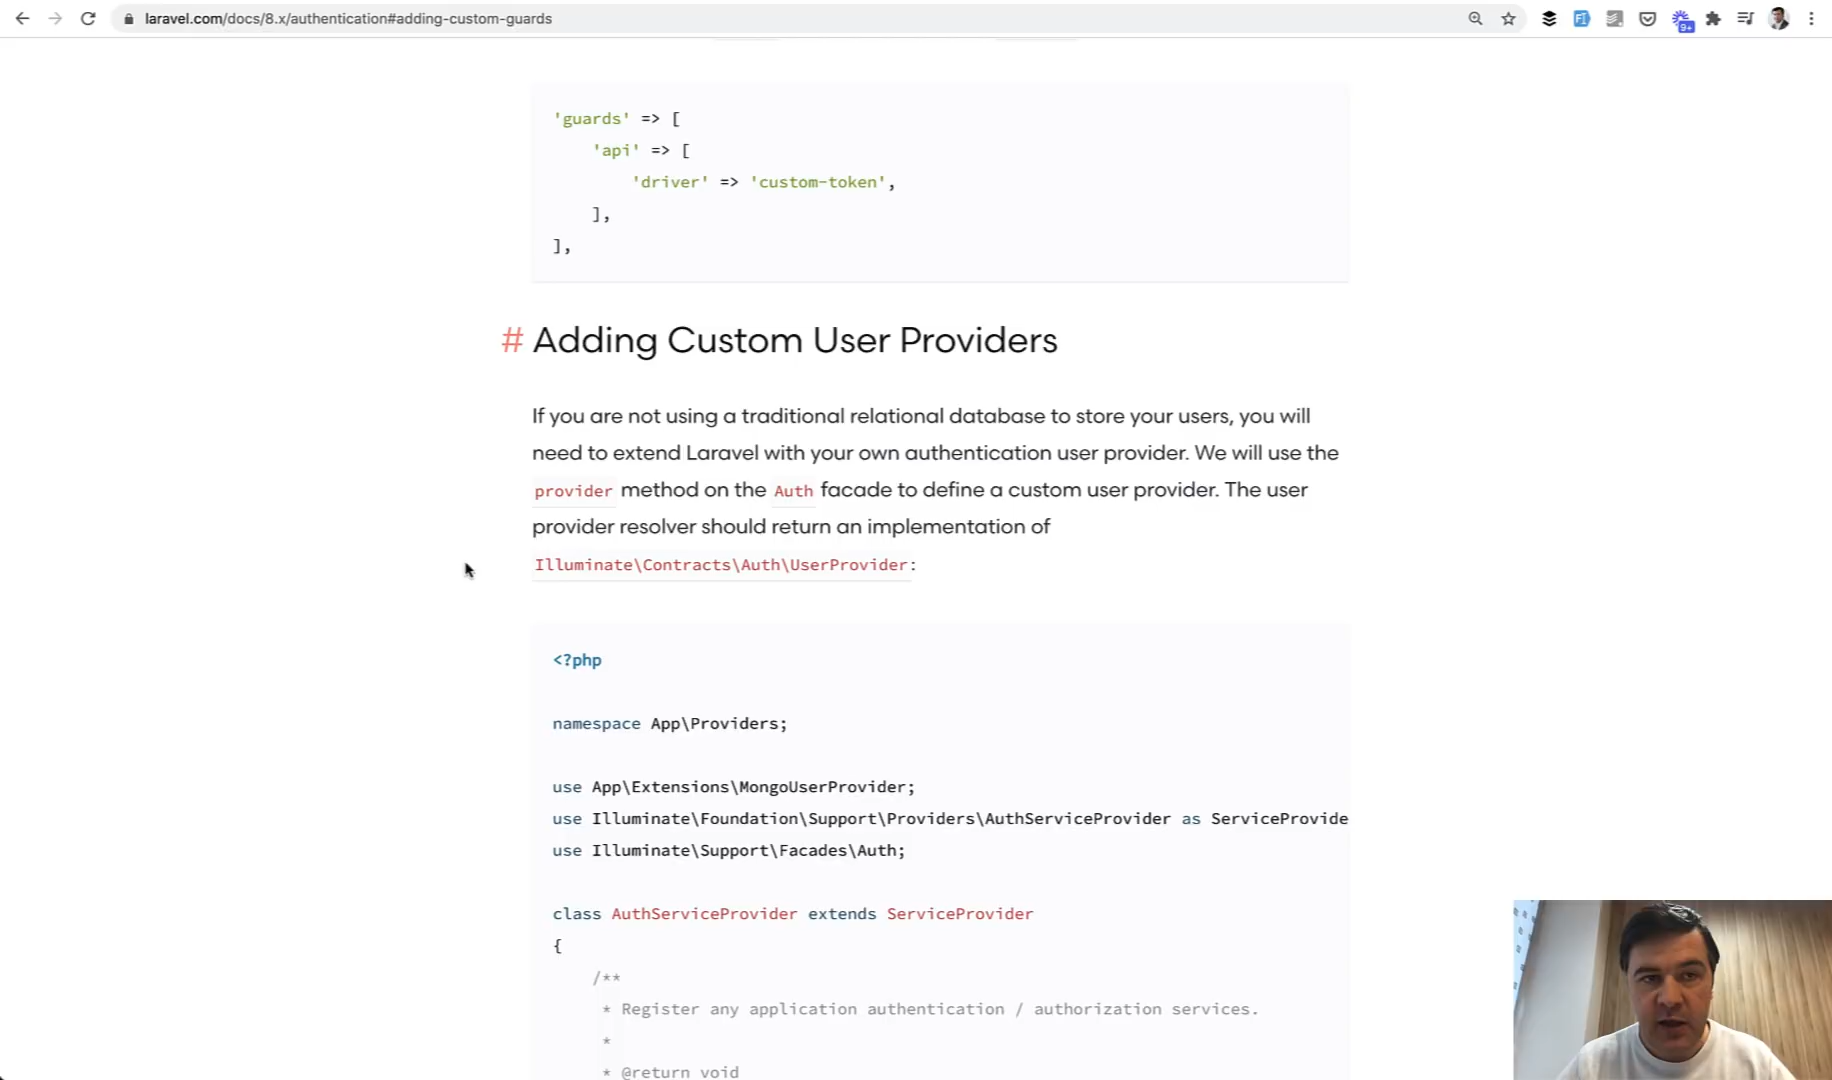 laravel.com/docs/8.x/authentication#adding-custom-guards
9+
'guards' => [
'api' => [
'driver' => 'custom-token',
],
],
# Adding Custom User Providers
If you are not using a traditional relational database to store your users, you will
need to extend Laravel with your own authentication user provider. We will use the
provider method on the Auth facade to define a custom user provider. The user
provider resolver should return an implementation of
Illuminate\Contracts\Auth\UserProvider:
<?php
namespace App\Providers;
use App\Extensions\MongoUserProvider;
use Illuminate\Foundation\Support\Providers\AuthServiceProvider as ServiceProvide
use Illuminate\Support\Facades\Auth;
class AuthServiceProvider extends ServiceProvider
{
/**
* Register any application authentication / authorization services.
*
* @return void